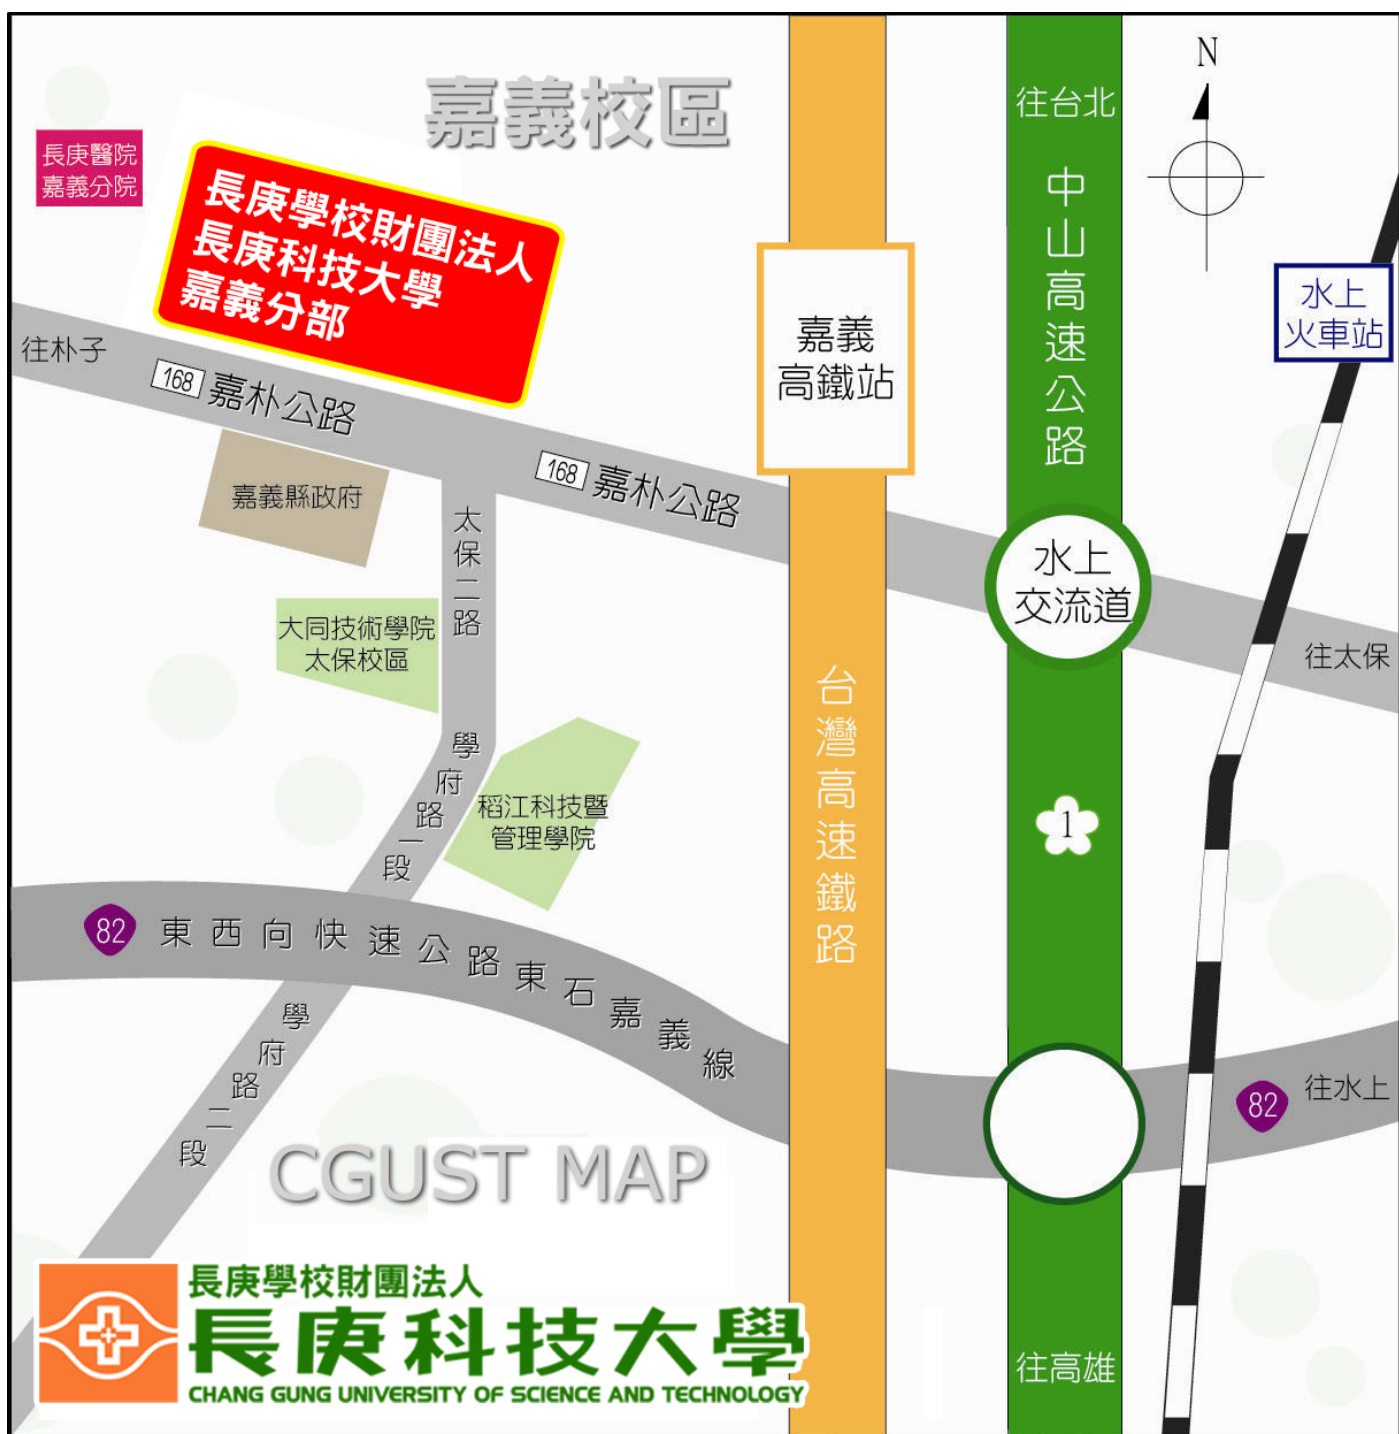 嘉義校區
N
往台北
中山高速公路
長庚醫院
嘉義分院
長庚學校財團法人
長庚科技大學
嘉義分部
水上
火車站
嘉義
高鐵站
往朴子
168 嘉朴公路
168 嘉朴公路
嘉義縣政府
太保二路
水上
交流道
大同技術學院
太保校區
往太保
台灣高速鐵路
學府路一段
稻江科技暨
管理學院
1
82 東西向快速公路東石嘉義線
學府路二段
82 往水上
CGUST MAP
長庚學校財團法人
長庚科技大學
CHANG GUNG UNIVERSITY OF SCIENCE AND TECHNOLOGY
往高雄